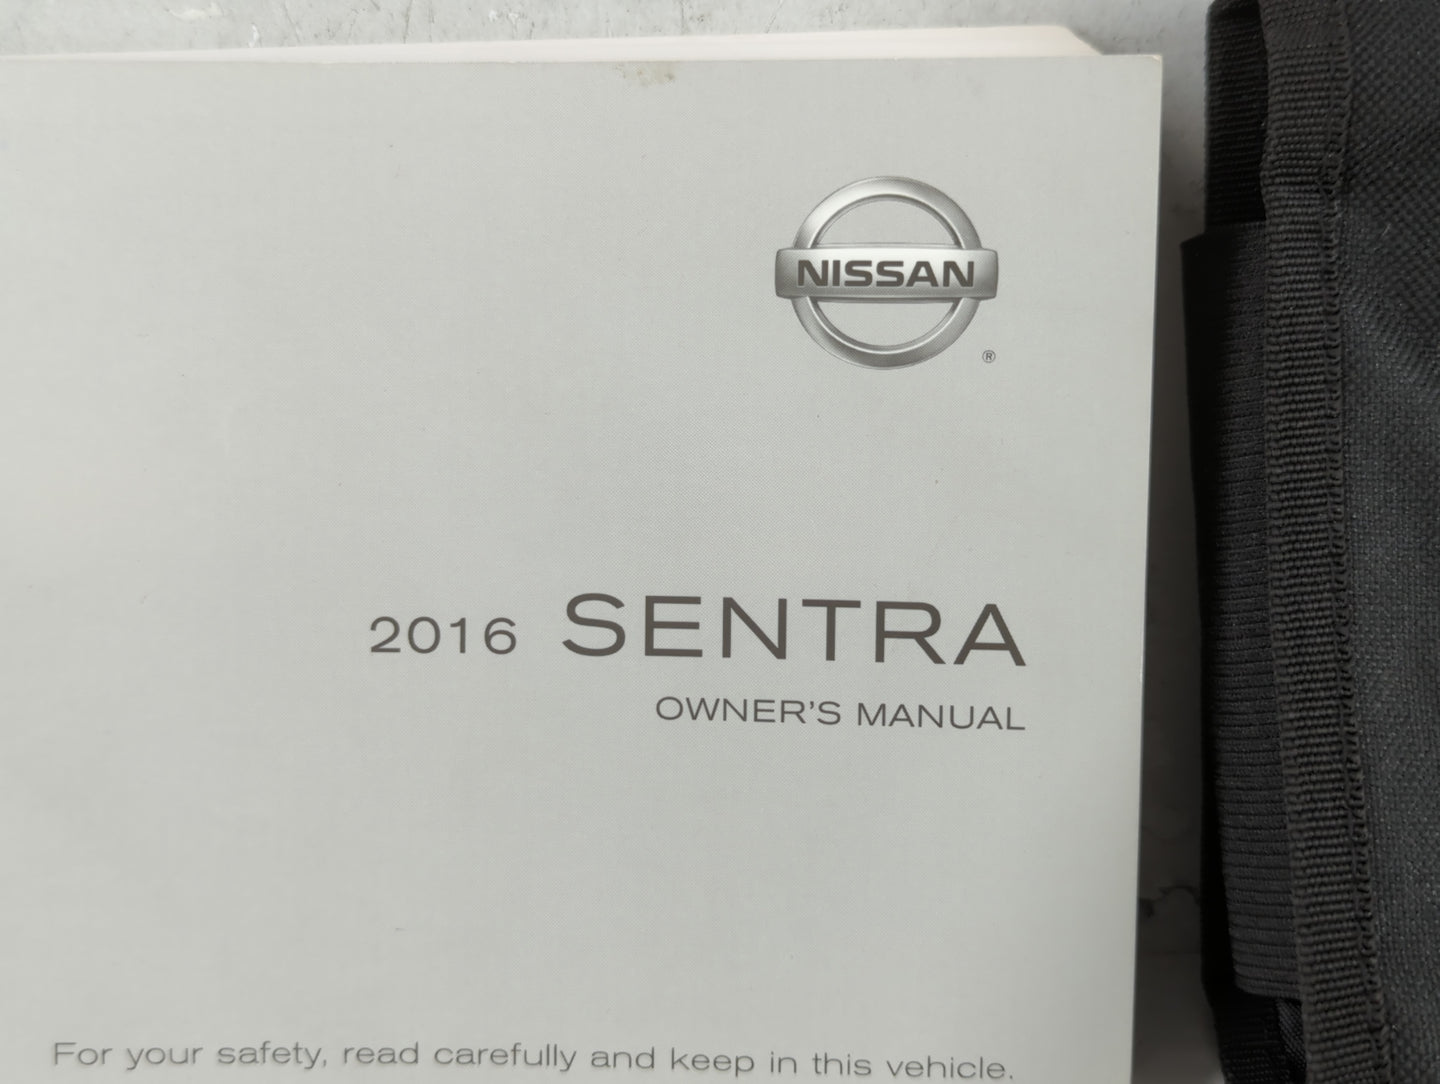 NISSAN
®
2016 SENTRA
OWNER'S MANUAL
For your safety, read carefully and keep in this vehicle.